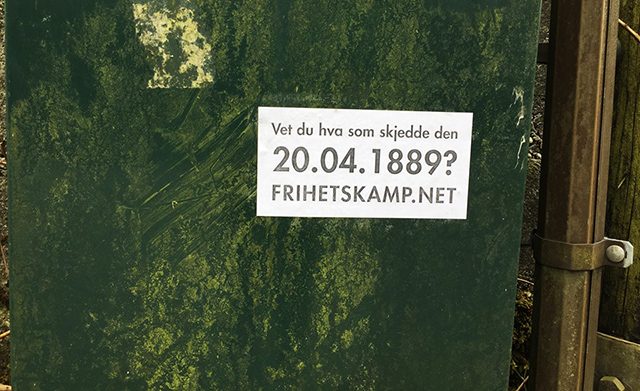 Vet du hva som skjedde den
20.04.1889?
FRIHETSKAMP.NET